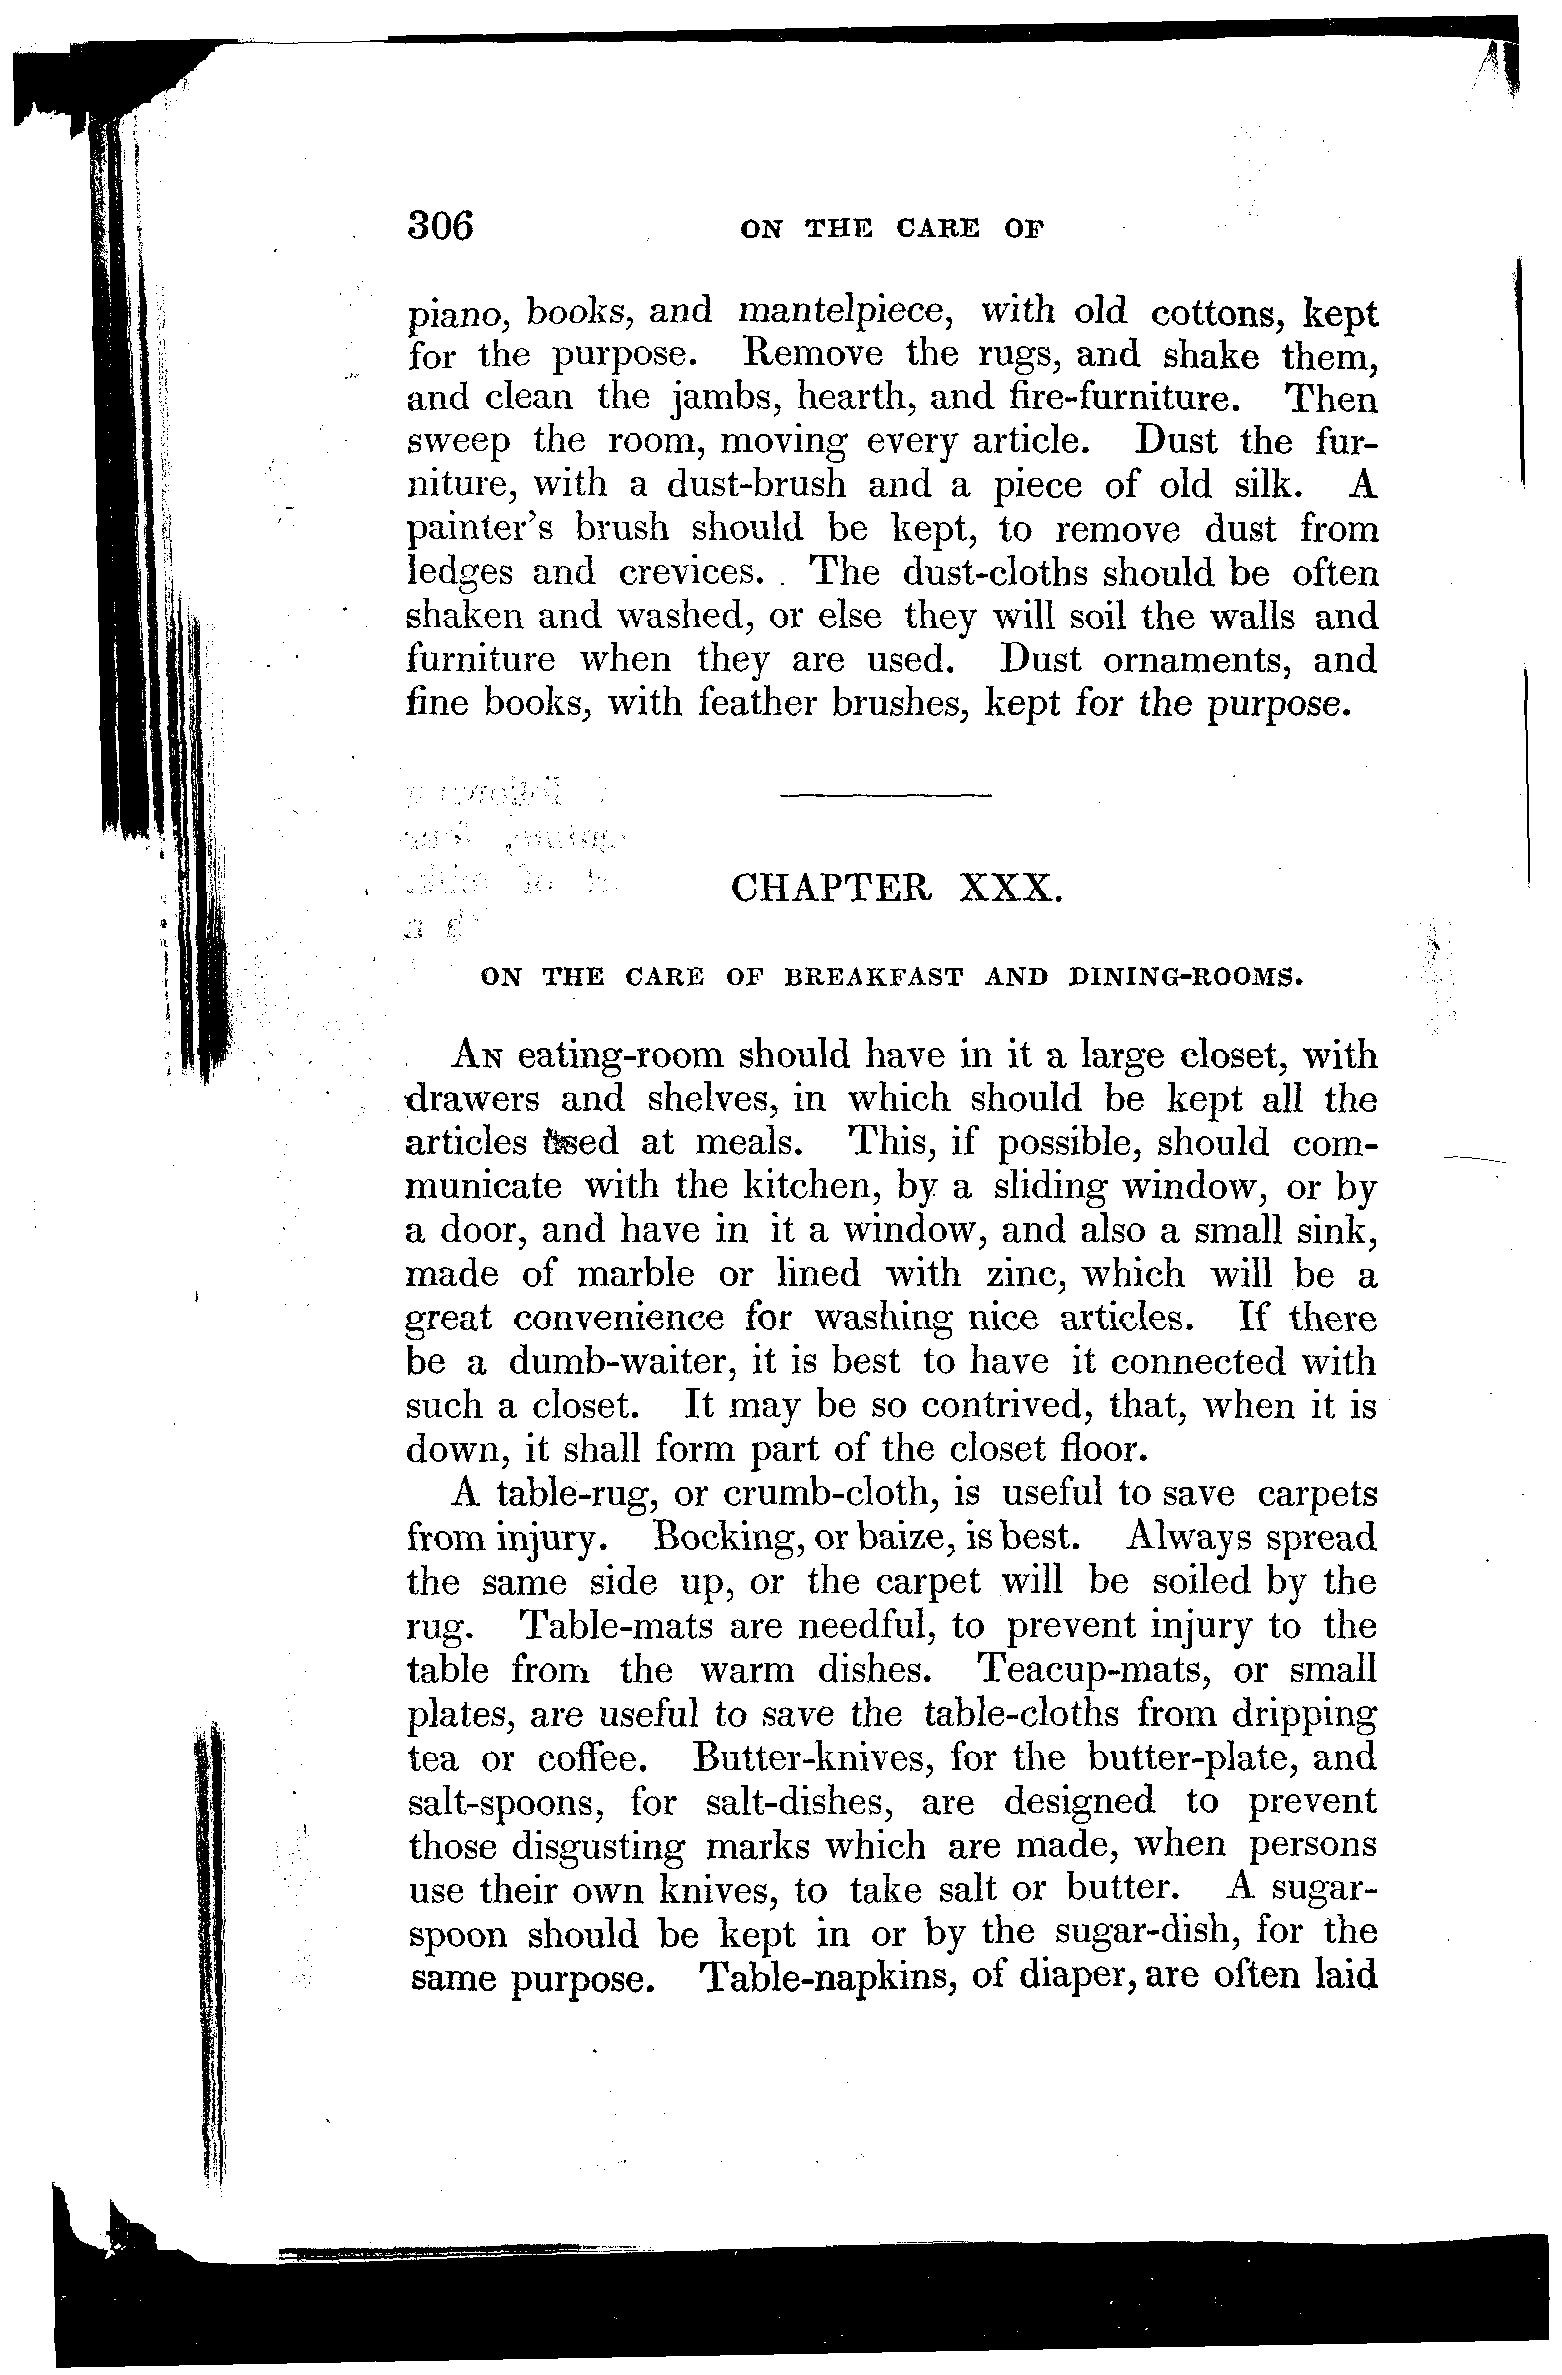 306 ON THE CARE OF
piano, books, and mantelpiece, with old cottons, kept
for the purpose. Remove the rugs, and shake them,
and clean the jambs, hearth, and fire-furniture. Then
sweep the room, moving every article. Dust the fur-
niture, with a dust-brush and a piece of old silk. A
painter's brush should be kept, to remove dust from
ledges and crevices. The dust-cloths should be often
shaken and washed, or else they will soil the walls and
furniture when they are used. Dust ornaments, and
fine books, with feather brushes, kept for the purpose.
CHAPTER XXX.
ON THE CARE OF BREAKFAST AND DINING-ROOMS.
AN eating-room should have in it a large closet, with
drawers and shelves, in which should be kept all the
articles used at meals. This, if possible, should com-
municate with the kitchen, by a sliding window, or by
a door, and have in it a window, and also a small sink,
made of marble or lined with zinc, which will be a
great convenience for washing nice articles. If there
be a dumb-waiter, it is best to have it connected with
such a closet. It may be so contrived, that, when it is
down, it shall form part of the closet floor.
A table-rug, or crumb-cloth, is useful to save carpets
from injury. Bocking, or baize, is best. Always spread
the same side up, or the carpet will be soiled by the
rug. Table-mats are needful, to prevent injury to the
table from the warm dishes. Teacup-mats, or small
plates, are useful to save the table-cloths from dripping
tea or coffee. Butter-knives, for the butter-plate, and
salt-spoons, for salt-dishes, are designed to prevent
those disgusting marks which are made, when persons
use their own knives, to take salt or butter. A sugar-
spoon should be kept in or by the sugar-dish, for the
same purpose. Table-napkins, of diaper, are often laid